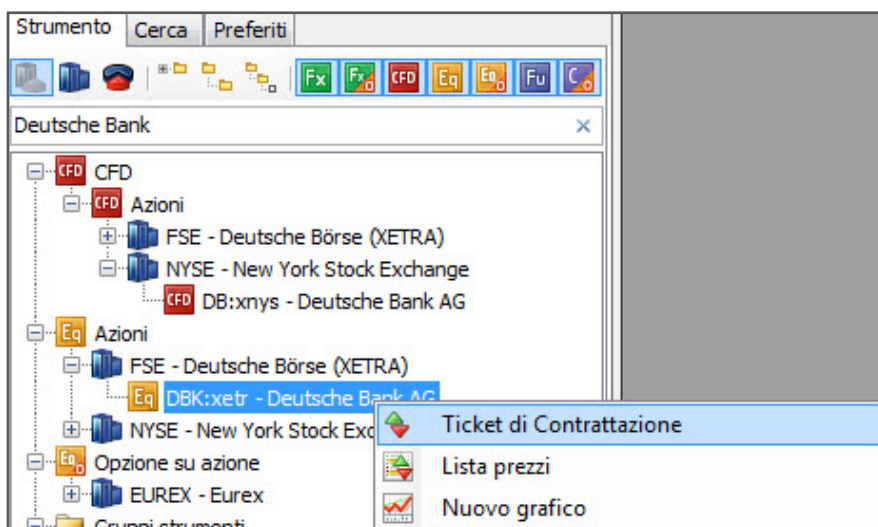 Strumento Cerca Preferiti
Fx Fx CFD Eq Eq Fu C
Deutsche Bank
CFD CFD
CFD Azioni
FSE - Deutsche Börse (XETRA)
NYSE - New York Stock Exchange
CFD DB:xnys - Deutsche Bank AG
Eq Azioni
FSE - Deutsche Börse (XETRA)
Eq DBK:xetr - Deutsche Bank AG
NYSE - New York Stock Exc
Ticket di Contrattazione
Eq Opzione su azione
Lista prezzi
EUREX - Eurex
Nuovo grafico
Gruppi strumenti